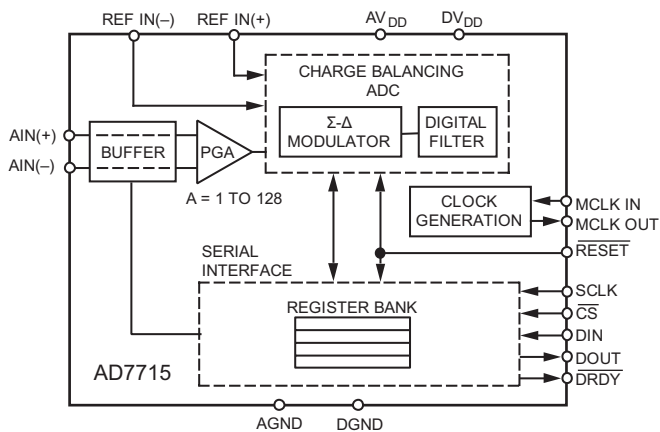 REF IN(–)
REF IN(+)
AVDD
DVDD
CHARGE BALANCING
ADC
Σ-Δ
MODULATOR
DIGITAL
FILTER
AIN(+)
AIN(–)
BUFFER
PGA
A = 1 TO 128
CLOCK
GENERATION
MCLK IN
MCLK OUT
RESET
SERIAL
INTERFACE
REGISTER BANK
SCLK
CS
DIN
DOUT
DRDY
AD7715
AGND
DGND